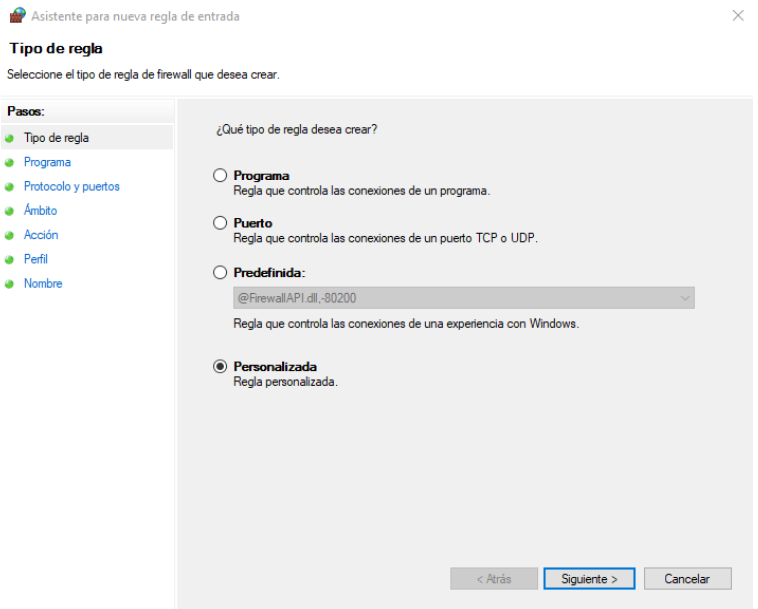 Asistente para nueva regla de entrada
Tipo de regla
Seleccione el tipo de regla de firewall que desea crear.
Pasos:
Tipo de regla
Programa
Protocolo y puertos
Ámbito
Acción
Perfil
Nombre
¿Qué tipo de regla desea crear?
Programa
Regla que controla las conexiones de un programa.
Puerto
Regla que controla las conexiones de un puerto TCP o UDP.
Predefinida:
@FirewallAPI.dll,-80200
Regla que controla las conexiones de una experiencia con Windows.
Personalizada
Regla personalizada.
< Atrás Siguiente > Cancelar